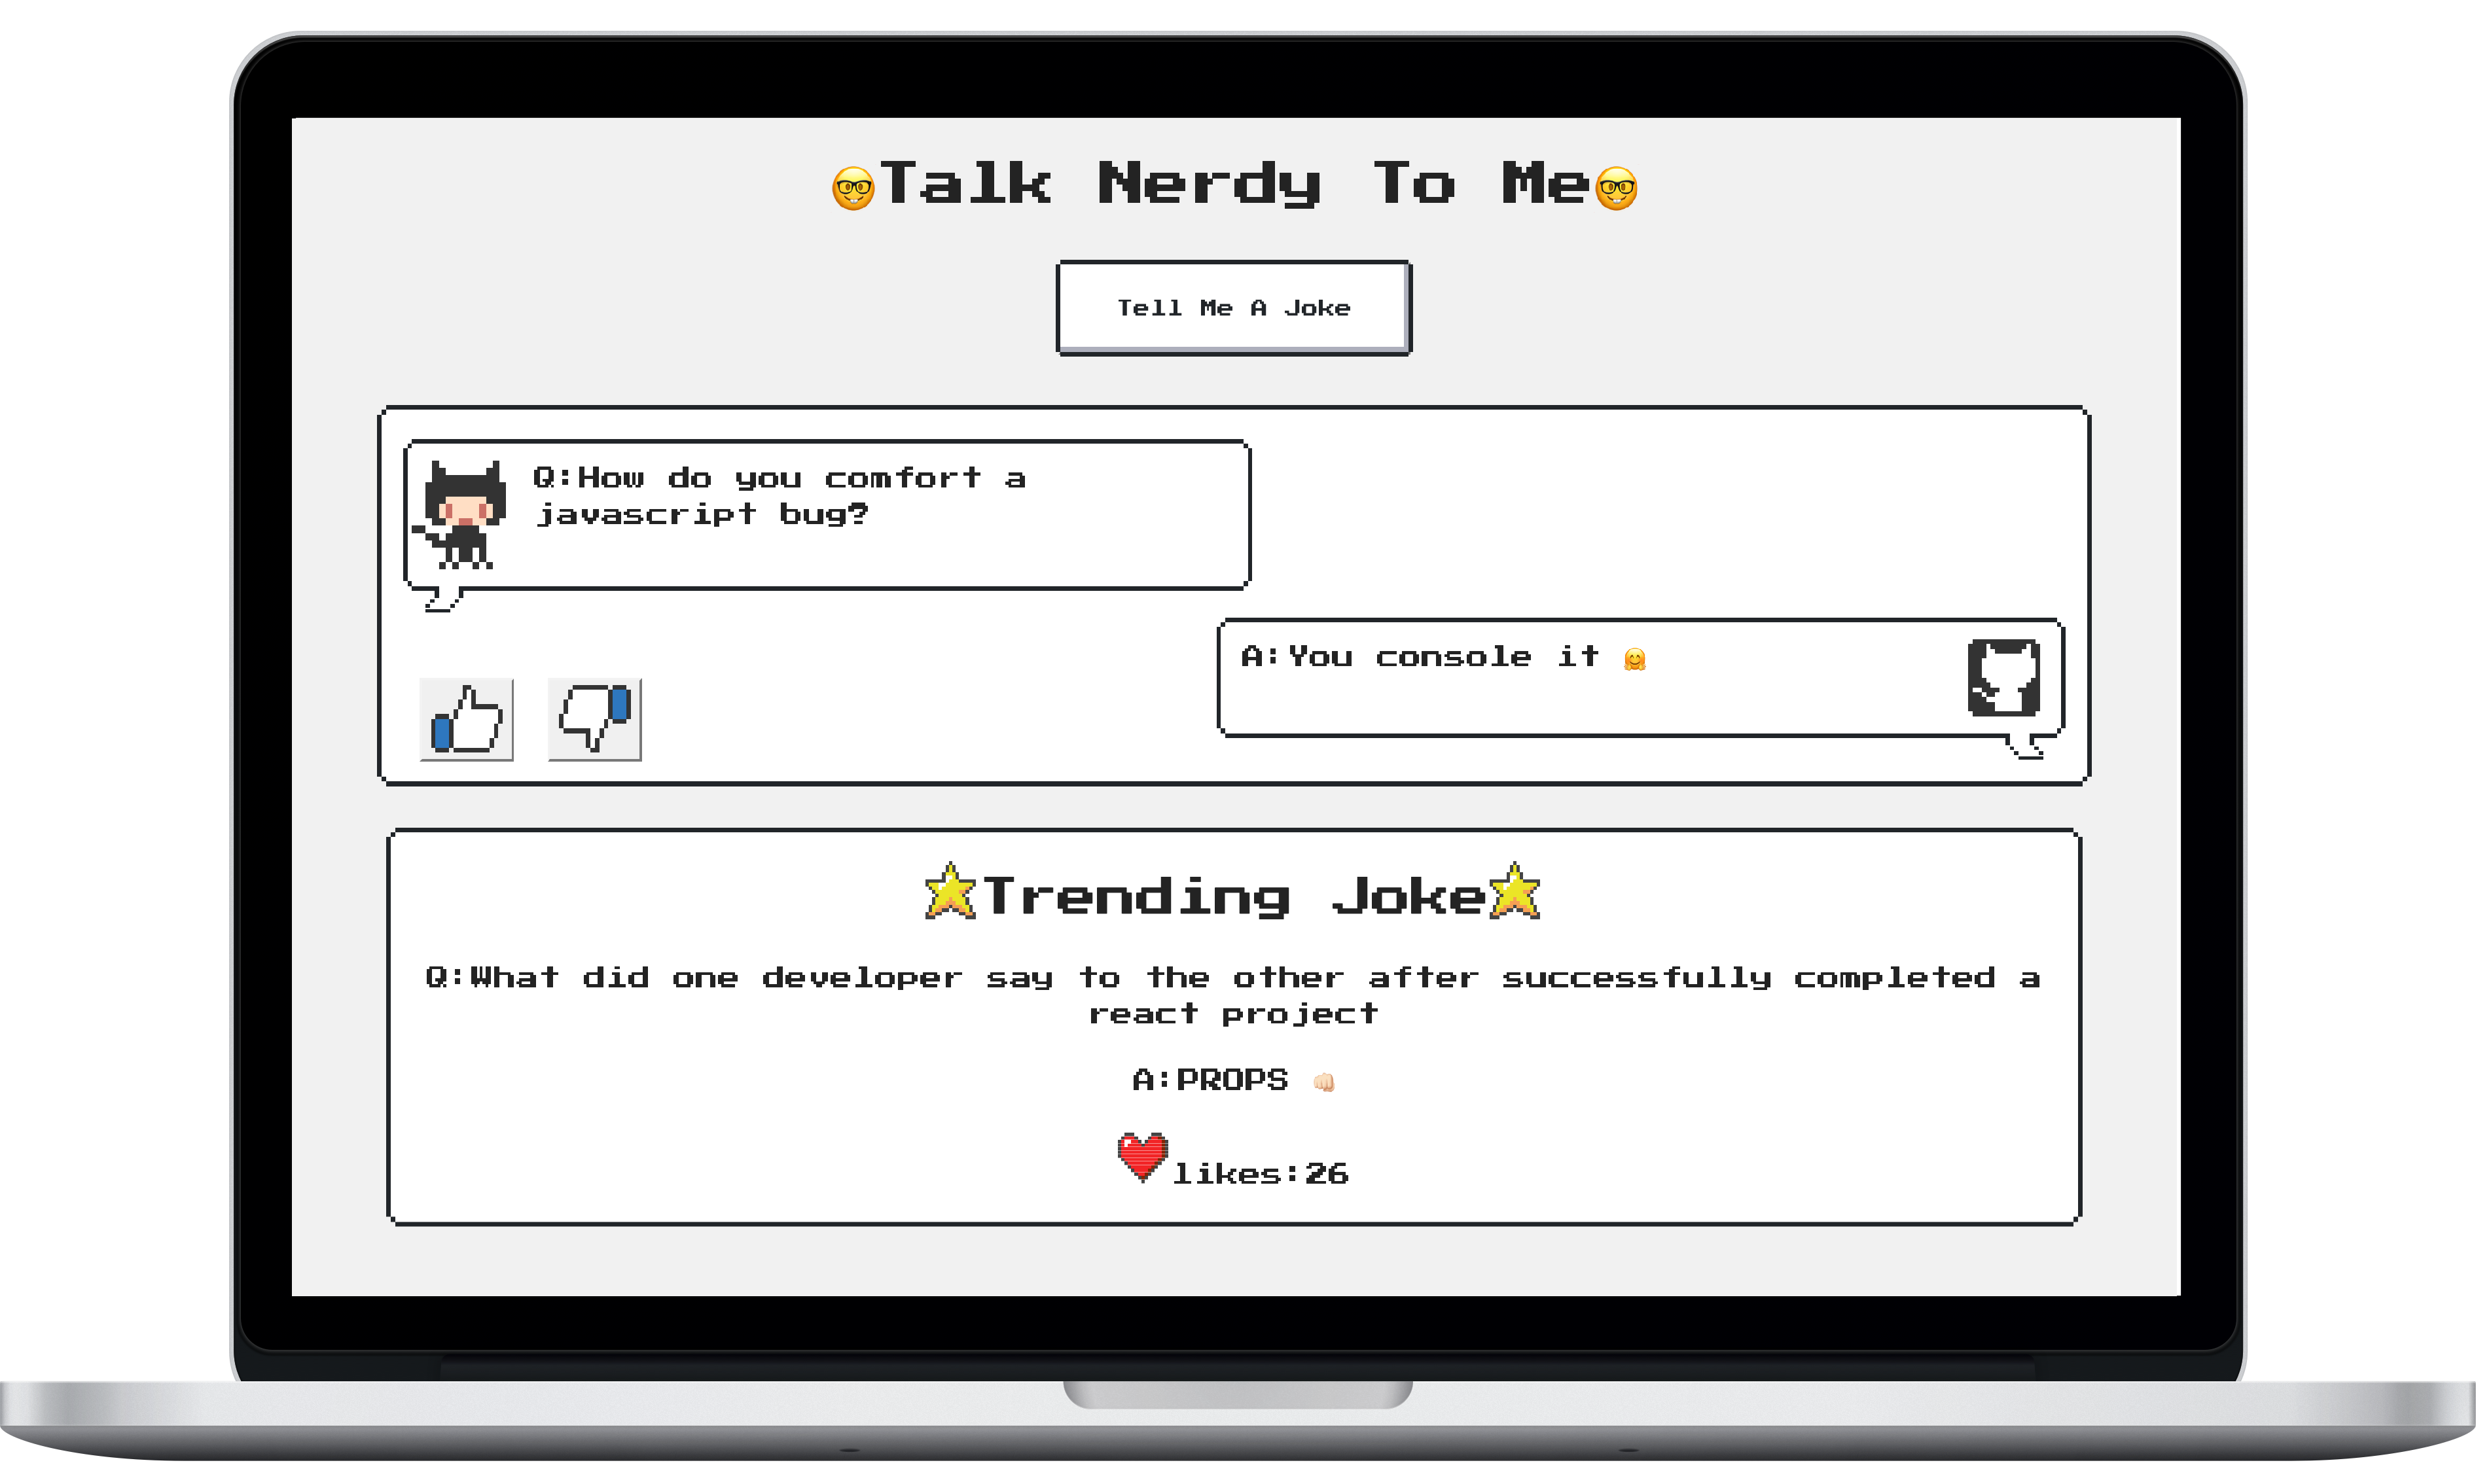 🤓Talk Nerdy To Me🤓
Tell Me A Joke
Q:How do you comfort a
javascript bug?
A:You console it 🤗
Trending Joke
Q:What did one developer say to the other after successfully completed a
react project
A:PROPS 👊🏻
likes:26